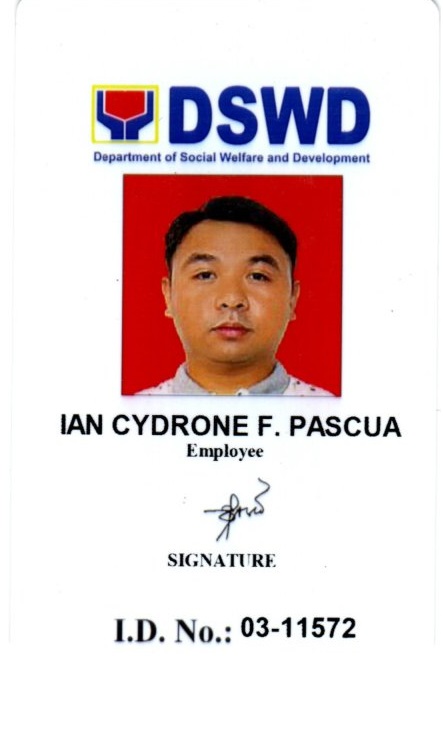 DSWD
Department of Social Welfare and Development
IAN CYDRONE F. PASCUA
Employee
SIGNATURE
I.D. No.: 03-11572